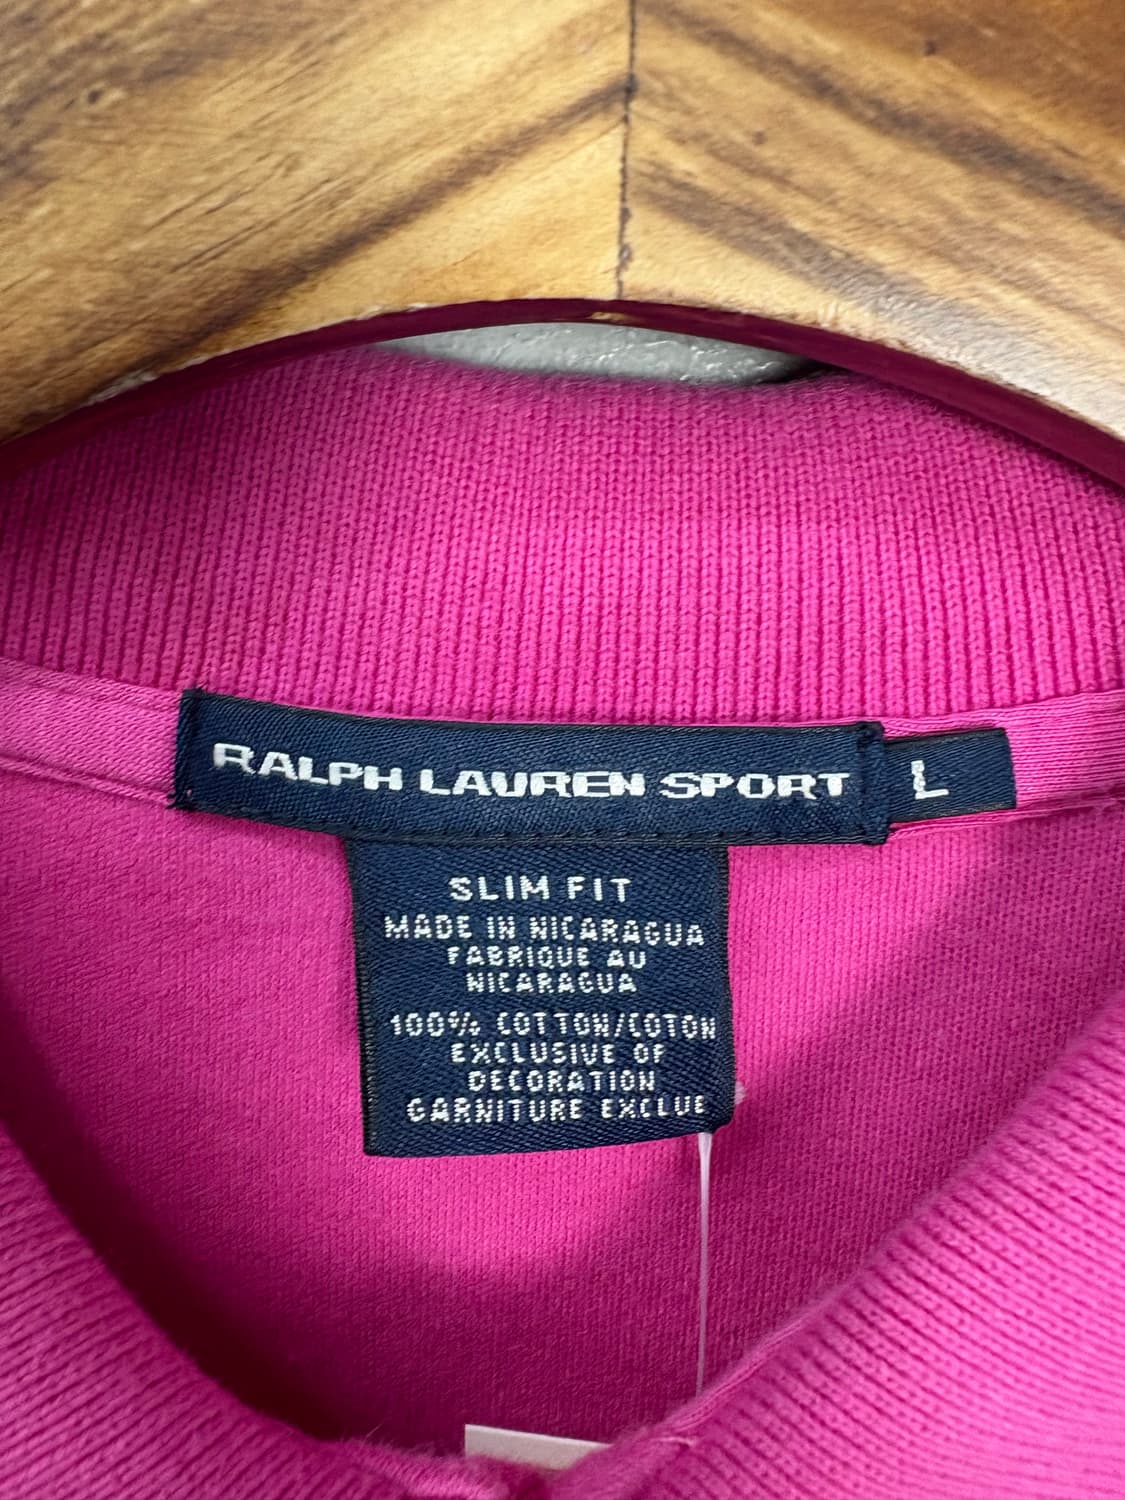 RALPH LAUREN SPORT L
SLIM FIT
MADE IN NICARAGUA
FABRIQUE AU
NICARAGUA
100% COTTON/COTON
EXCLUSIVE OF
DECORATION
GARNITURE EXCLUE